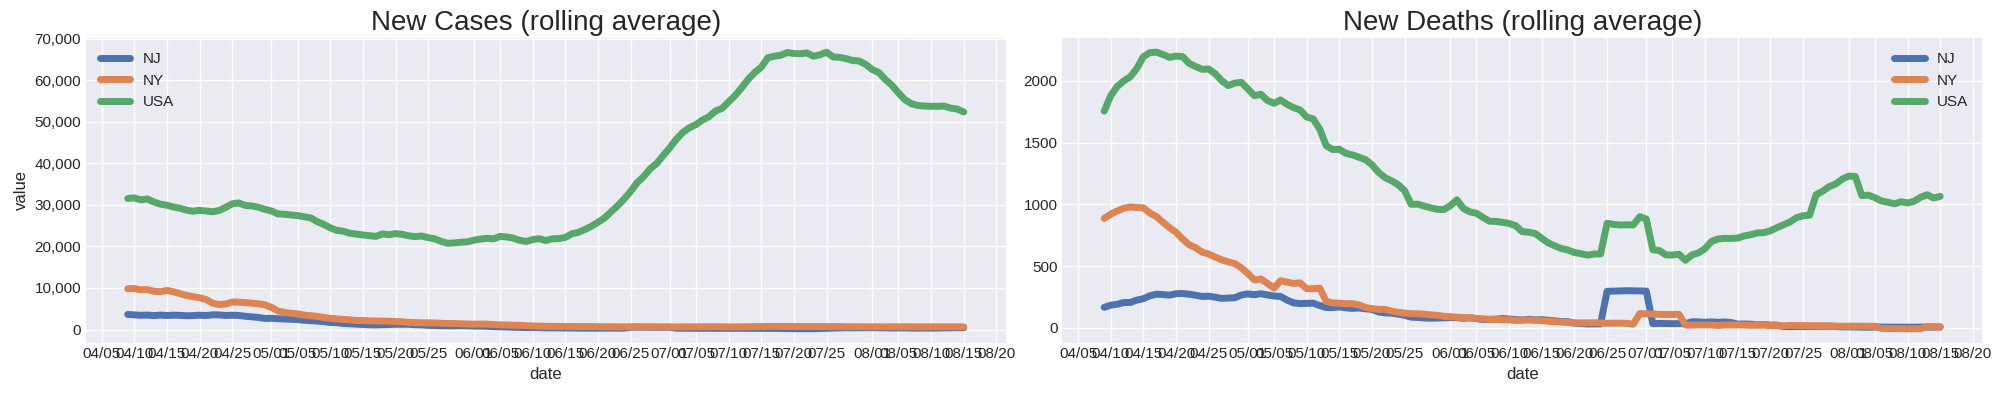 New Cases (rolling average)
NJ
NY
USA
70,000
60,000
50,000
40,000
30,000
20,000
10,000
0
value
04/05 04/10 04/15 04/20 04/25 05/01 05/05 05/10 05/15 05/20 05/25 06/01 06/05 06/10 06/15 06/20 06/25 07/01 07/05 07/10 07/15 07/20 07/25 08/01 08/05 08/10 08/15 08/20
date
New Deaths (rolling average)
NJ
NY
USA
2000
1500
1000
500
0
04/05 04/10 04/15 04/20 04/25 05/01 05/05 05/10 05/15 05/20 05/25 06/01 06/05 06/10 06/15 06/20 06/25 07/01 07/05 07/10 07/15 07/20 07/25 08/01 08/05 08/10 08/15 08/20
date